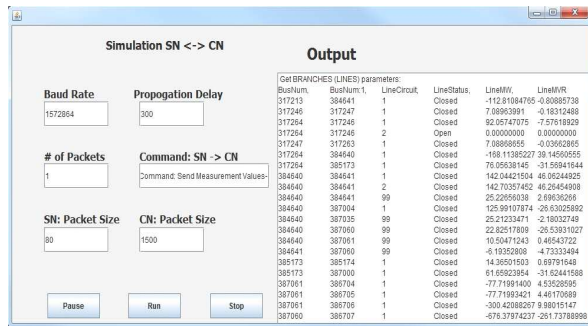 Simulation SN <-> CN
Baud Rate
Propogation Delay
1572864
300
# of Packets
Command: SN -> CN
1
Command: Send Measurement Values-
SN: Packet Size
CN: Packet Size
80
1500
Pause
Run
Stop
Output
Get BRANCHES (LINES) parameters:
BusNum, BusNum:1, LineCircuit, LineStatus, LineMW, LineMVR
317213 384641 1 Closed -112.81084765 -0.80885738
317246 317247 1 Closed 7.08963991 -0.18312488
317264 317246 1 Closed 92.05747075 -7.57618929
317264 317246 2 Open 0.00000000 0.00000000
317247 317263 1 Closed 7.08868655 -0.03662865
317264 384640 1 Closed -168.11385227 39.14560555
317264 385173 1 Closed 76.05638145 -31.56941644
384640 384641 1 Closed 142.04421504 46.06244925
384640 384641 2 Closed 142.70357452 46.26454908
384640 384641 99 Closed 25.22656038 2.69636266
384640 387004 1 Closed 125.99107874 -26.63025892
384640 387035 99 Closed 25.21233471 -2.18032749
384640 387060 99 Closed 22.82517809 -26.53931027
384640 387061 99 Closed 10.50471243 0.46543722
384641 387060 99 Closed -6.19352808 -4.73333494
385173 385174 1 Closed 14.36501503 0.69791648
385173 387000 1 Closed 61.65923954 -31.62441588
387061 386704 1 Closed -77.71991400 4.53528595
387061 386705 1 Closed -77.71993421 4.46170689
387061 386706 1 Closed -300.42088267 9.98015147
387060 386707 1 Closed -676.37974237 -261.73788998